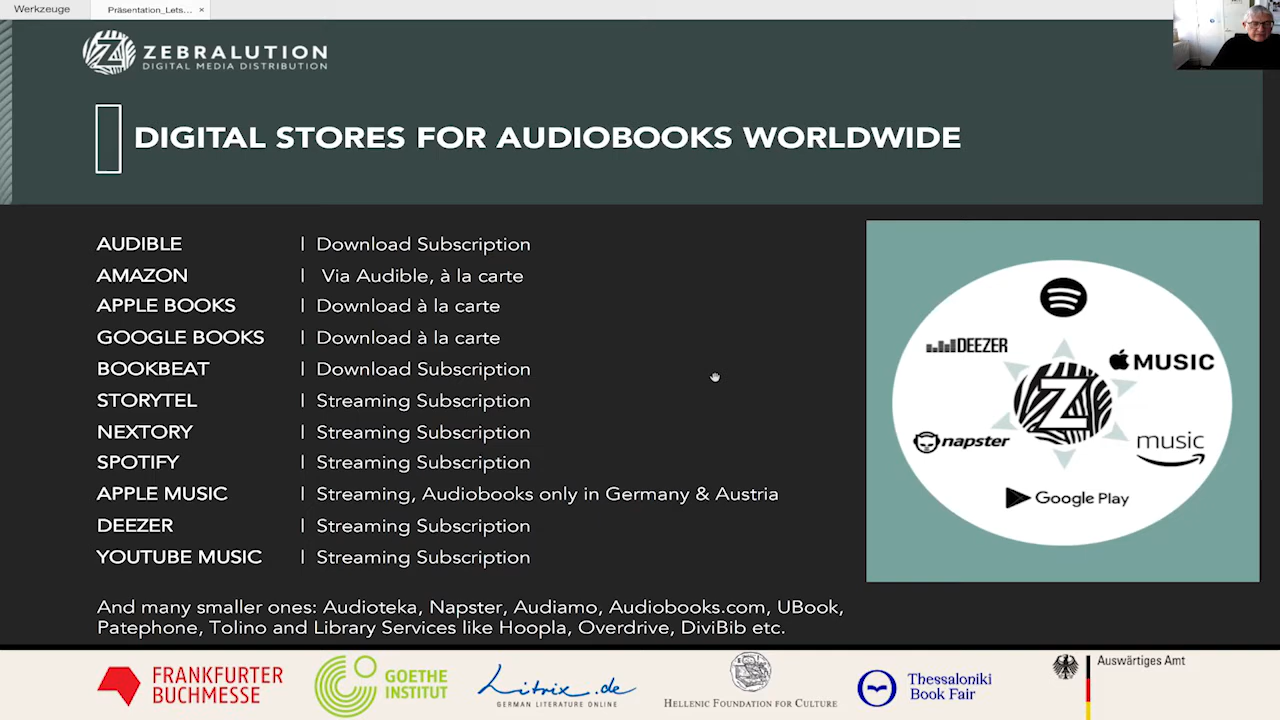 Werkzeuge
Präsentation_Lets... ×
ZEBRALUTION
DIGITAL MEDIA DISTRIBUTION
DIGITAL STORES FOR AUDIOBOOKS WORLDWIDE
AUDIBLE | Download Subscription
AMAZON | Via Audible, à la carte
APPLE BOOKS | Download à la carte
GOOGLE BOOKS | Download à la carte
BOOKBEAT | Download Subscription
STORYTEL | Streaming Subscription
NEXTORY | Streaming Subscription
SPOTIFY | Streaming Subscription
APPLE MUSIC | Streaming, Audiobooks only in Germany & Austria
DEEZER | Streaming Subscription
YOUTUBE MUSIC | Streaming Subscription
And many smaller ones: Audioteka, Napster, Audiamo, Audiobooks.com, UBook,
Patephone, Tolino and Library Services like Hoopla, Overdrive, DiviBib etc.
DEEZER
MUSIC
Z
napster
music
Google Play
FRANKFURTER
BUCHMESSE
GOETHE
INSTITUT
Litrix.de
GERMAN LITERATURE ONLINE
HELLENIC FOUNDATION FOR CULTURE
Thessaloniki
Book Fair
Auswärtiges Amt